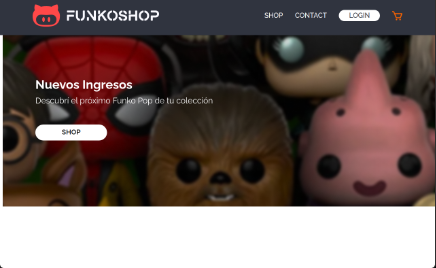 FUNKOSHOP
SHOP CONTACT LOGIN
Nuevos Ingresos
Descubrí el próximo Funko Pop de tu colección
SHOP